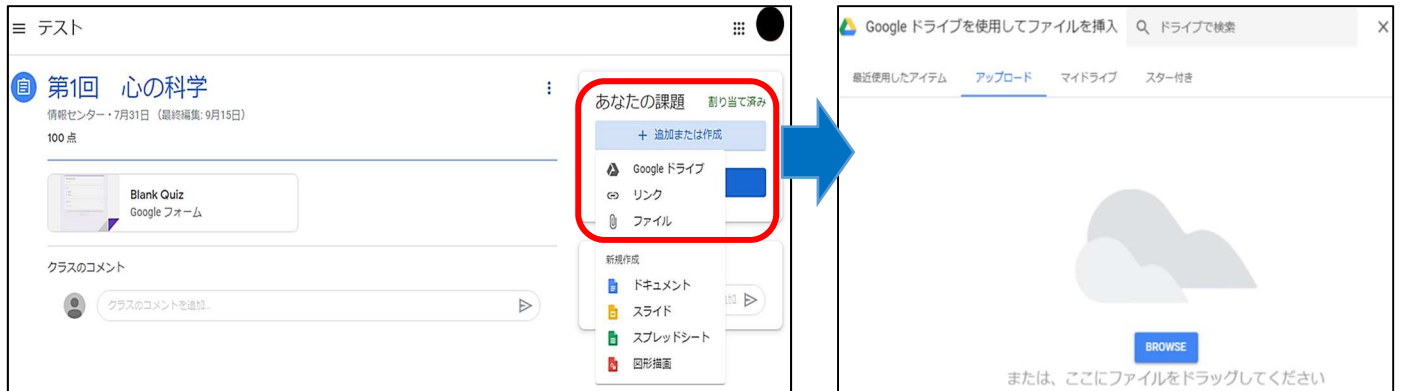 テスト
第1回 心の科学
情報センター・7月31日 （最終編集: 9月15日）
100 点
Blank Quiz
Google フォーム
クラスのコメント
クラスのコメントを追加...
あなたの課題 割り当て済み
+ 追加または作成
Google ドライブ
リンク
ファイル
新規作成
ドキュメント
スライド
スプレッドシート
図形描画
Google ドライブを使用してファイルを挿入
ドライブで検索
最近使用したアイテム アップロード マイドライブ スター付き
BROWSE
または、ここにファイルをドラッグしてください